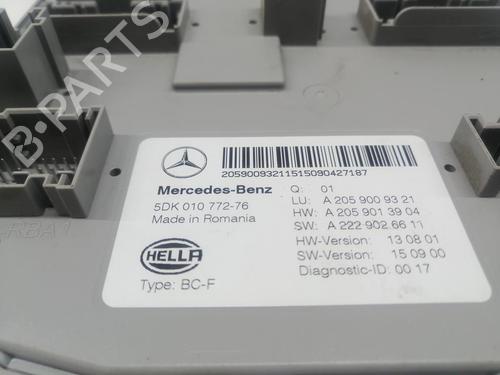 B-PARTS
20590093211515090427187
Mercedes-Benz
5DK 010 772-76
Made in Romania
HELLA
Type: BC-F
Q: 01
LU: A 205 900 93 21
HW: A 205 901 39 04
SW: A 222 902 66 11
HW-Version: 13 08 01
SW-Version: 15 09 00
Diagnostic-ID: 00 17